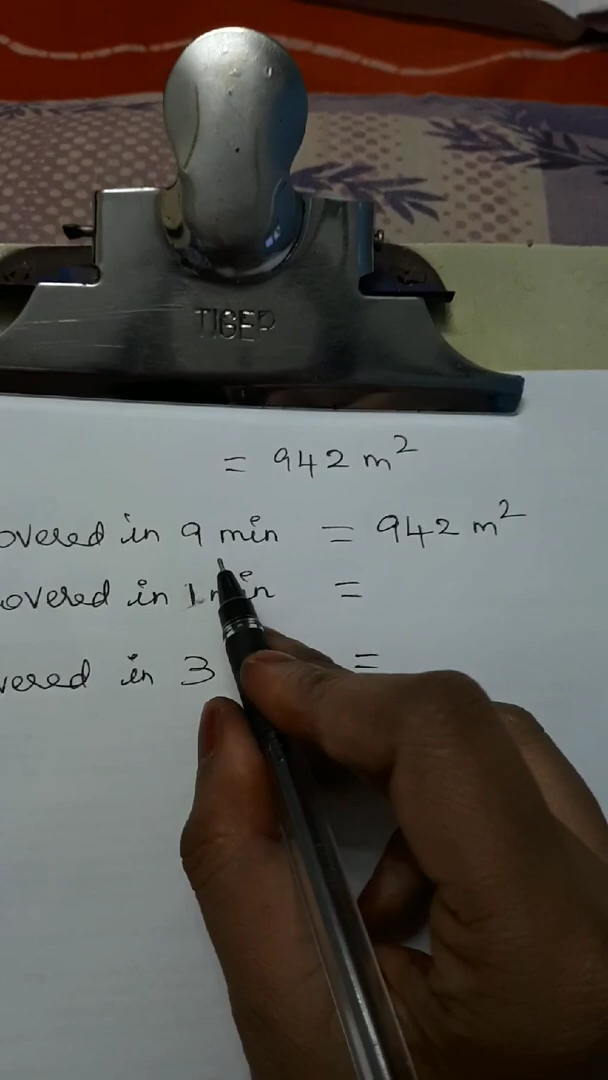 TIGER
= 942 m²
overed in 9 min = 942 m²
overed in 1 min =
vered in 3 =